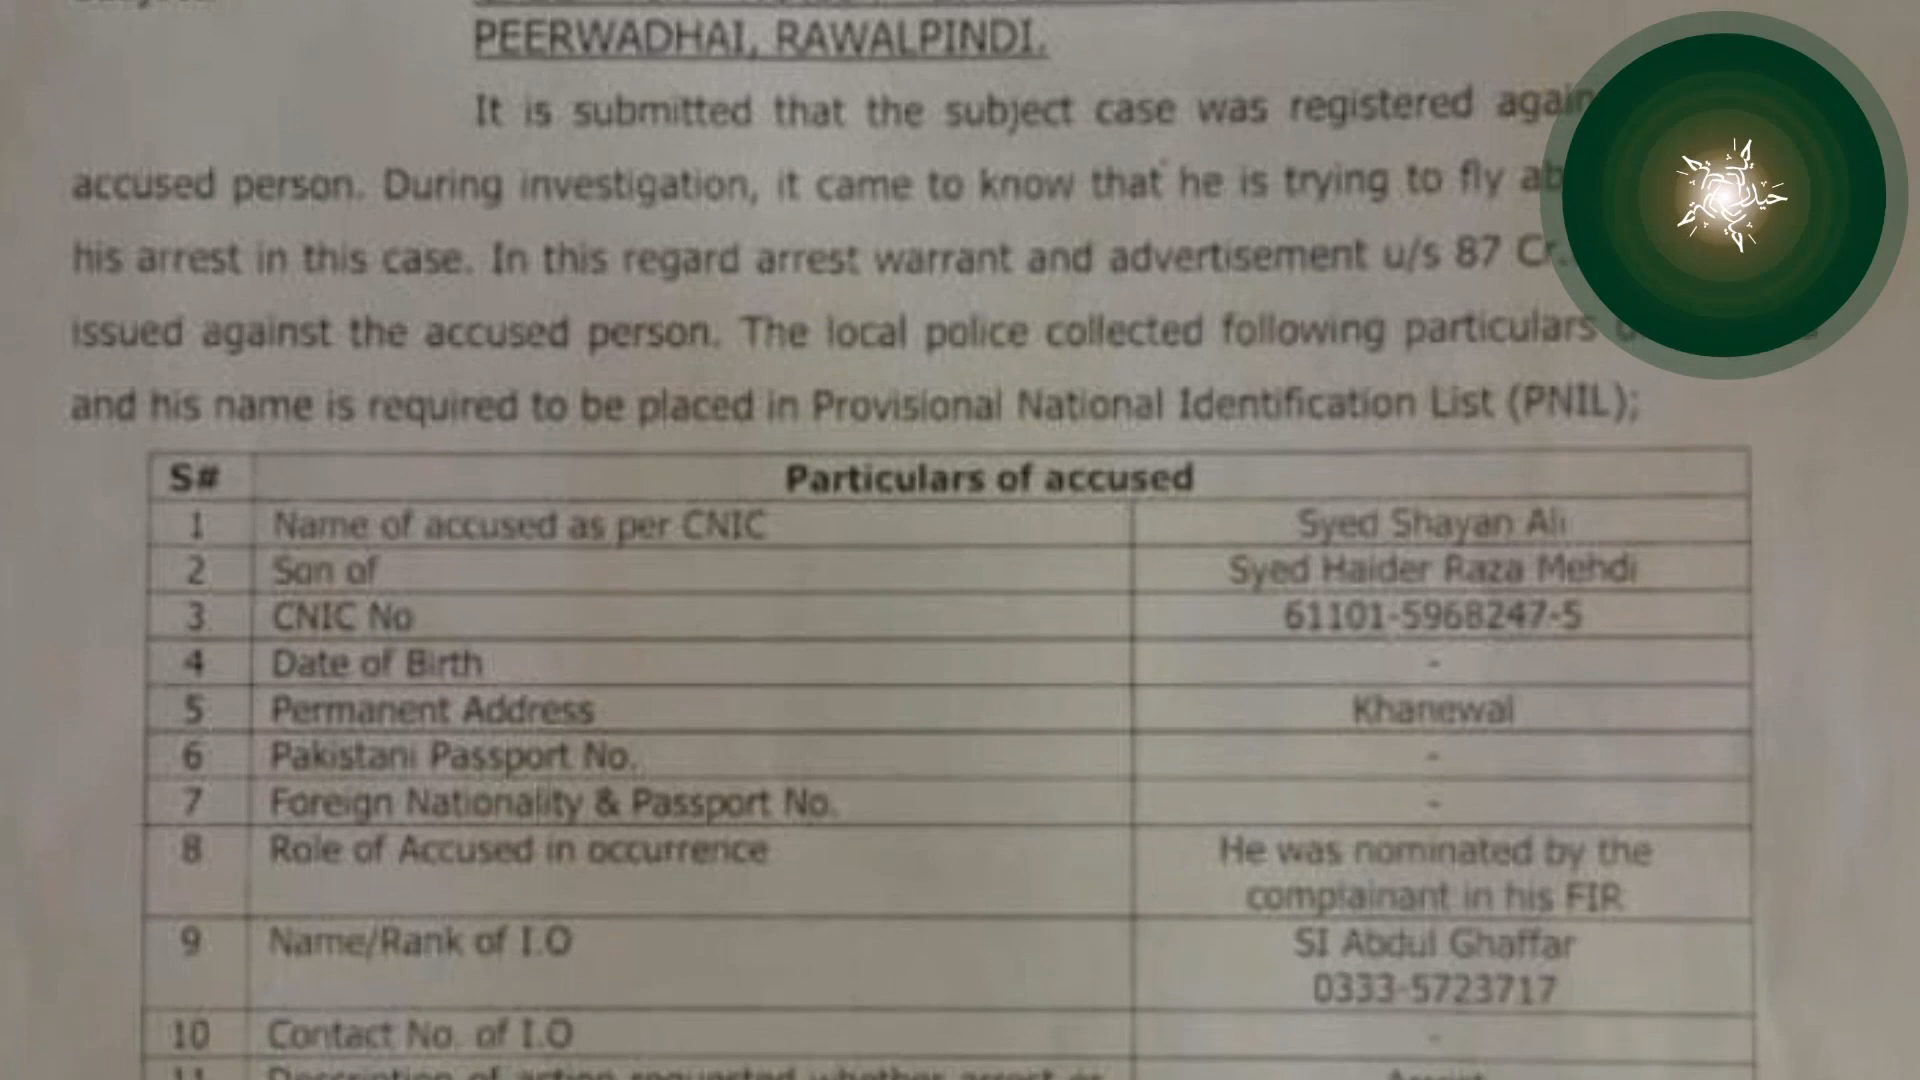 PEERWADHAI, RAWALPINDI.
It is submitted that the subject case was registered
accused person. During investigation, it came to know that he is trying to fly
his arrest in this case. In this regard arrest warrant and advertisement u/s 87
issued against the accused person. The local police collected following particulars
and his name is required to be placed in Provisional National Identification List (PNIL);
S# Particulars of accused
1 Name of accused as per CNIC Syed Shayan Ali
2 Son of Syed Haider Raza Mehdi
3 CNIC No 61101-5968247-5
4 Date of Birth -
5 Permanent Address Khanewal
6 Pakistani Passport No. -
7 Foreign Nationality & Passport No. -
8 Role of Accused in occurrence He was nominated by the
complainant in his FIR
9 Name/Rank of I.O SI Abdul Ghaffar
0333-5723717
10 Contact No. of I.O -